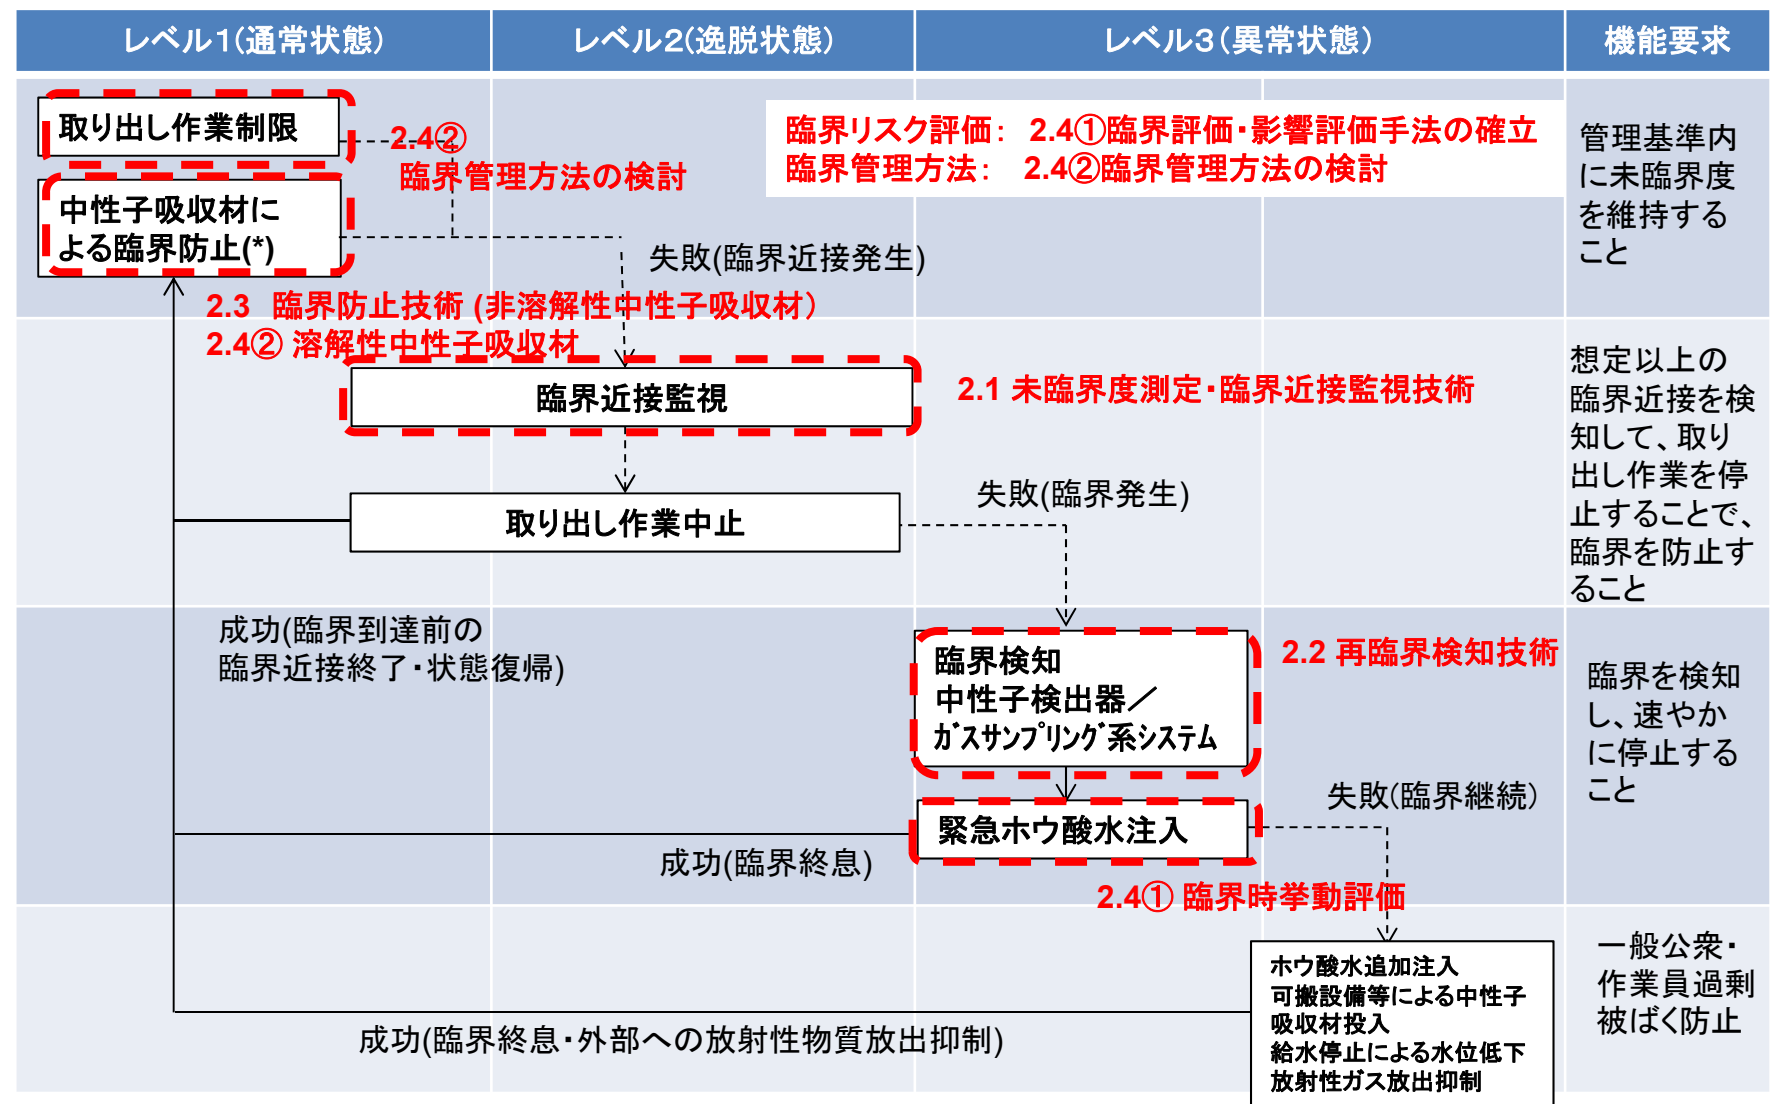 レベル１(通常状態)
レベル２(逸脱状態)
レベル３(異常状態)
機能要求
取り出し作業制限
2.4②
臨界管理方法の検討
臨界リスク評価： 2.4①臨界評価・影響評価手法の確立
臨界管理方法： 2.4②臨界管理方法の検討
管理基準内
に未臨界度
を維持する
こと
中性子吸収材に
よる臨界防止(*)
失敗(臨界近接発生)
2.3 臨界防止技術 (非溶解性中性子吸収材)
2.4② 溶解性中性子吸収材
臨界近接監視
2.1 未臨界度測定・臨界近接監視技術
想定以上の
臨界近接を検
知して、取り
出し作業を停
止することで、
臨界を防止す
ること
取り出し作業中止
失敗(臨界発生)
成功(臨界到達前の
臨界近接終了・状態復帰)
臨界検知
中性子検出器／
ｶﾞｽサンプリング系システム
2.2 再臨界検知技術
臨界を検知
し、速やか
に停止する
こと
失敗(臨界継続)
緊急ホウ酸水注入
成功(臨界終息)
2.4① 臨界時挙動評価
ホウ酸水追加注入
可搬設備等による中性子
吸収材投入
給水停止による水位低下
放射性ガス放出抑制
一般公衆・
作業員過剰
被ばく防止
成功(臨界終息・外部への放射性物質放出抑制)